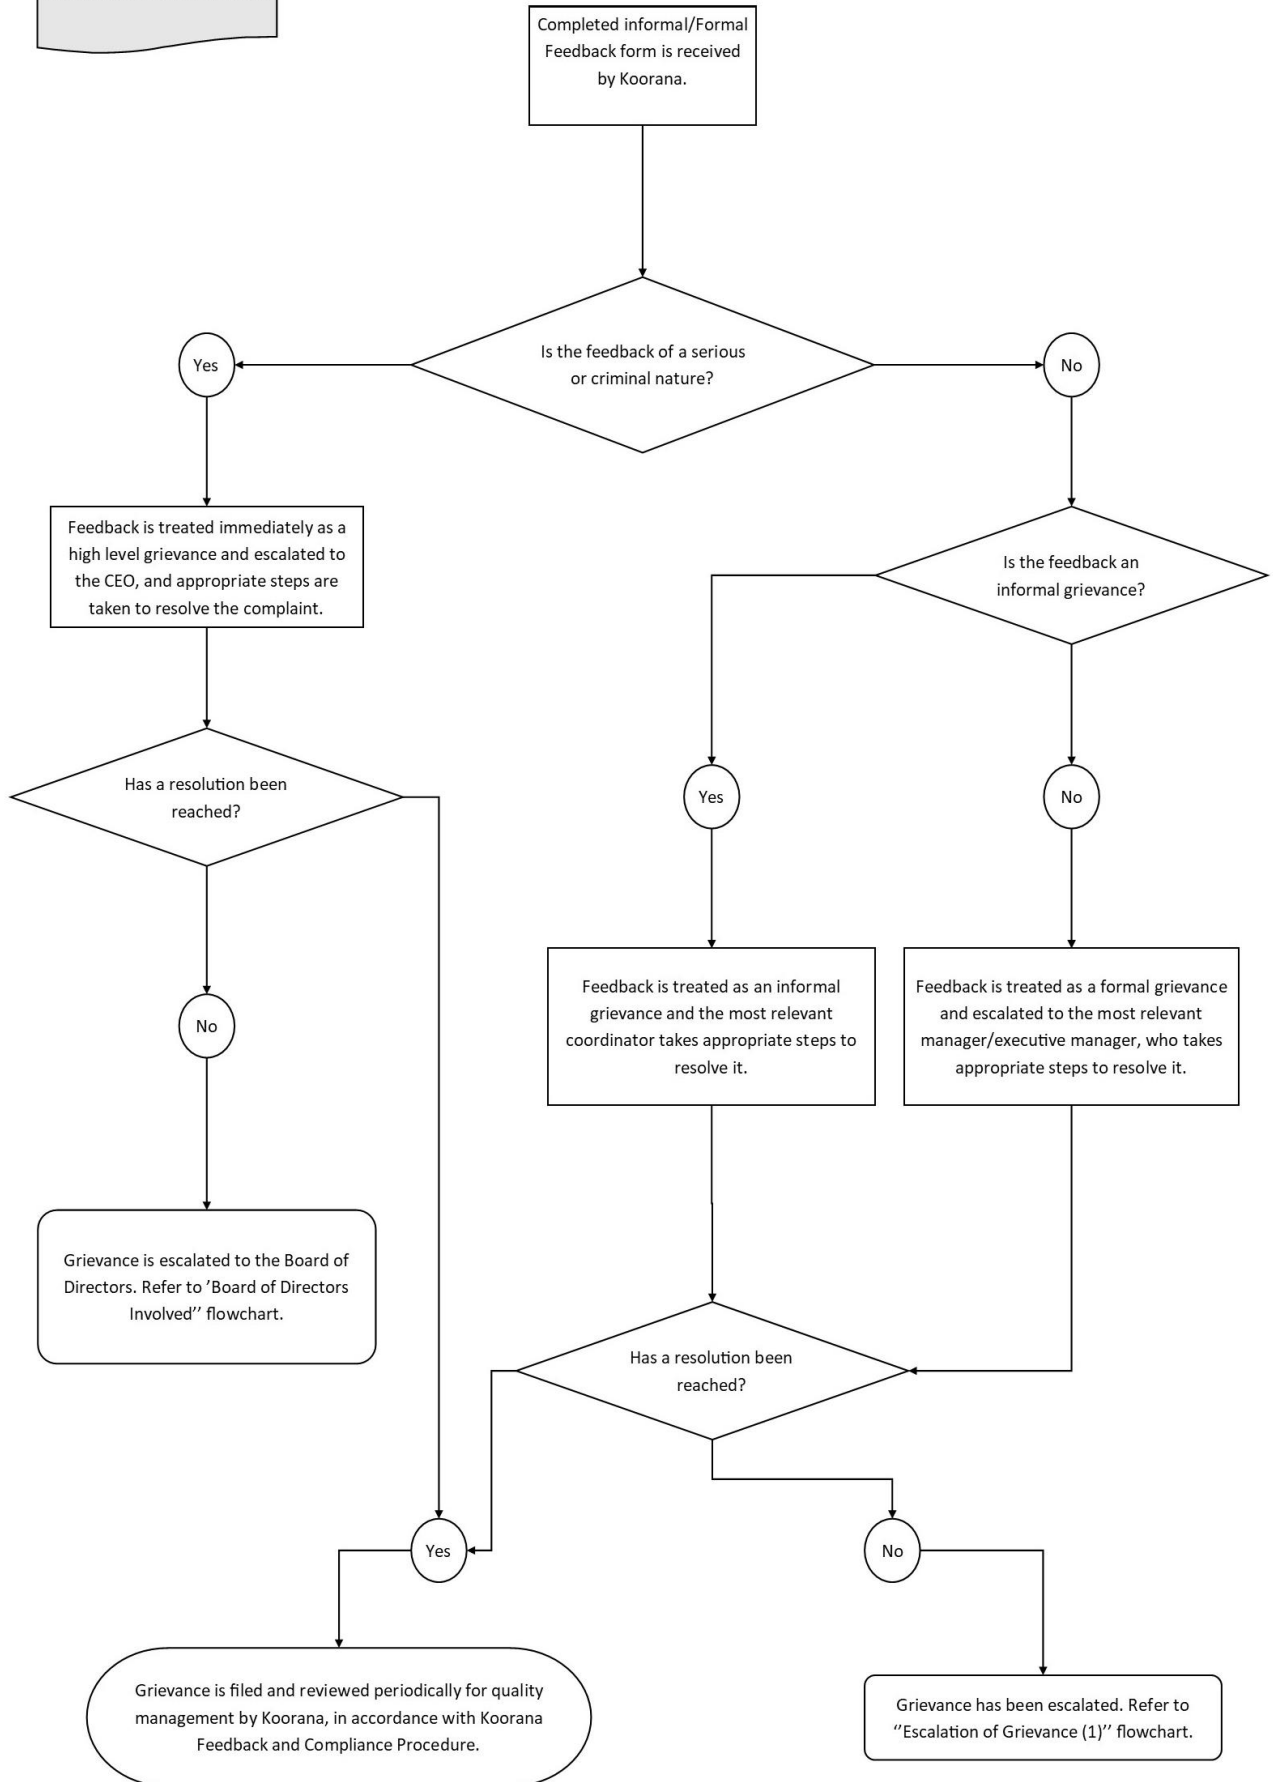 Completed informal/Formal
Feedback form is received
by Koorana.
Is the feedback of a serious
or criminal nature?
Yes
No
Feedback is treated immediately as a
high level grievance and escalated to
the CEO, and appropriate steps are
taken to resolve the complaint.
Is the feedback an
informal grievance?
Has a resolution been
reached?
Yes
No
Feedback is treated as an informal
grievance and the most relevant
coordinator takes appropriate steps to
resolve it.
Feedback is treated as a formal grievance
and escalated to the most relevant
manager/executive manager, who takes
appropriate steps to resolve it.
No
Grievance is escalated to the Board of
Directors. Refer to ’Board of Directors
Involved’’ flowchart.
Has a resolution been
reached?
Yes
No
Grievance is filed and reviewed periodically for quality
management by Koorana, in accordance with Koorana
Feedback and Compliance Procedure.
Grievance has been escalated. Refer to
‘’Escalation of Grievance (1)’’ flowchart.